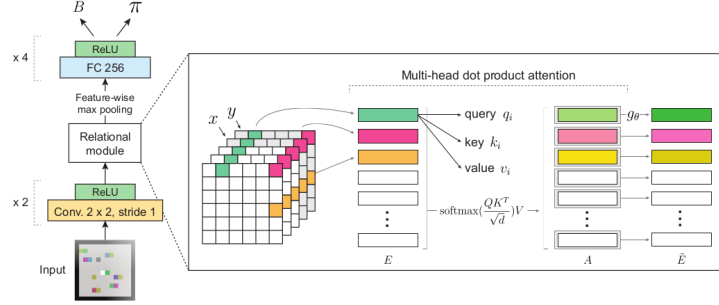 B π
x 4
ReLU
FC 256
Feature-wise
max pooling
Relational
module
x 2
ReLU
Conv. 2 x 2, stride 1
Input
Multi-head dot product attention
x y
query q_i
key k_i
value v_i
softmax(QK^T/√d)V
g_θ
E
A
Ẽ